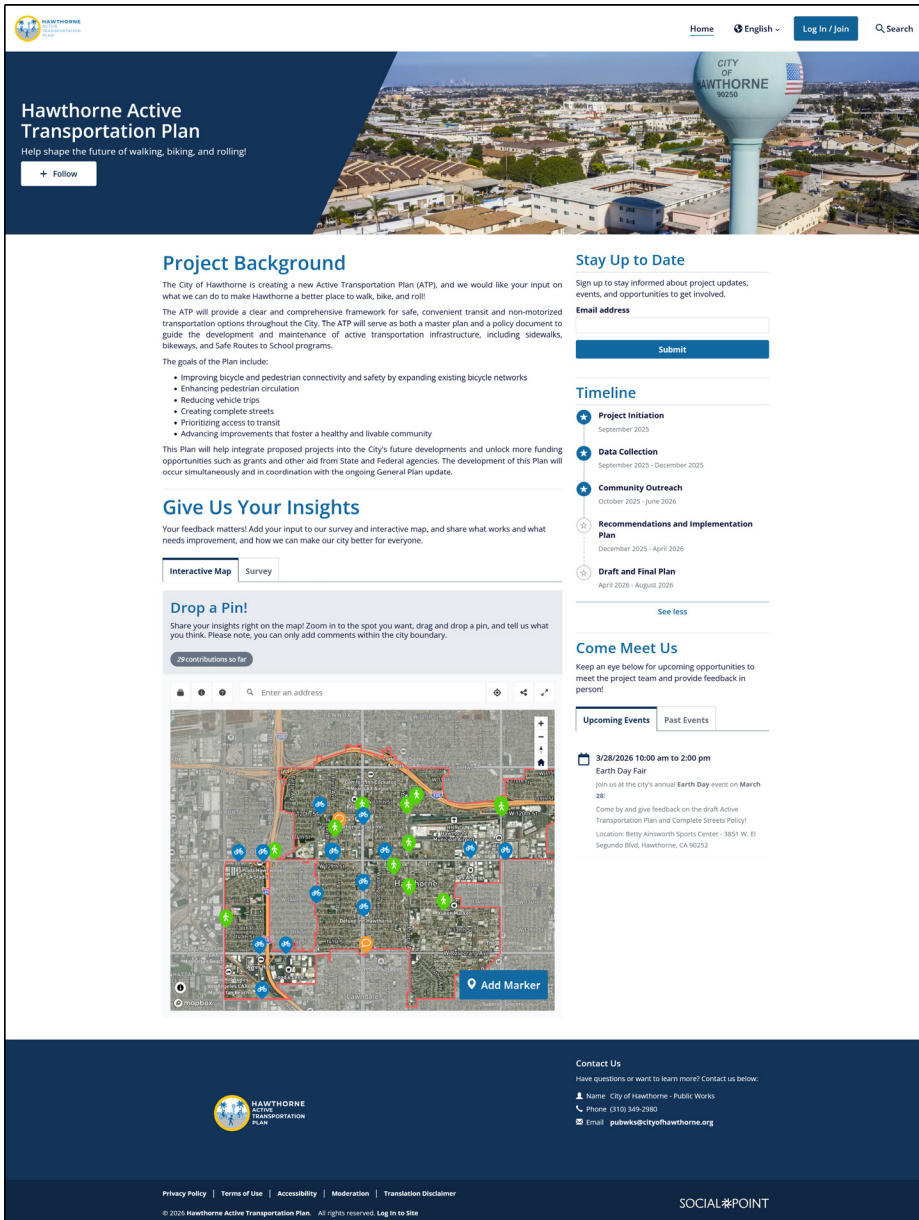 HAWTHORNE
ACTIVE
TRANSPORTATION
PLAN
Home
English
Log In / Join
Search
CITY
OF
HAWTHORNE
90250
Hawthorne Active
Transportation Plan
Help shape the future of walking, biking, and rolling!
+ Follow
Project Background
The City of Hawthorne is creating a new Active Transportation Plan (ATP), and we would like your input on
what we can do to make Hawthorne a better place to walk, bike, and roll!
The ATP will provide a clear and comprehensive framework for safe, convenient transit and non-motorized
transportation options throughout the City. The ATP will serve as both a master plan and a policy document to
guide the development and maintenance of active transportation infrastructure, including sidewalks,
bikeways, and Safe Routes to School programs.
The goals of the Plan include:
• Improving bicycle and pedestrian connectivity and safety by expanding existing bicycle networks
• Enhancing pedestrian circulation
• Reducing vehicle trips
• Creating complete streets
• Prioritizing access to transit
• Advancing improvements that foster a healthy and livable community
This Plan will help integrate proposed projects into the City's future developments and unlock more funding
opportunities such as grants and other aid from State and Federal agencies. The development of this Plan will
occur simultaneously and in coordination with the ongoing General Plan update.
Give Us Your Insights
Your feedback matters! Add your input to our survey and interactive map, and share what works and what
needs improvement, and how we can make our city better for everyone.
Interactive Map
Survey
Drop a Pin!
Share your insights right on the map! Zoom in to the spot you want, drag and drop a pin, and tell us what
you think. Please note, you can only add comments within the city boundary.
29 contributions so far
Enter an address
W 120th St
Lawndale
mapbox
Add Marker
Stay Up to Date
Sign up to stay informed about project updates,
events, and opportunities to get involved.
Email address
Submit
Timeline
Project Initiation
September 2025
Data Collection
September 2025 - December 2025
Community Outreach
October 2025 - June 2026
Recommendations and Implementation
Plan
December 2025 - April 2026
Draft and Final Plan
April 2026 - August 2026
See less
Come Meet Us
Keep an eye below for upcoming opportunities to
meet the project team and provide feedback in
person!
Upcoming Events
Past Events
3/28/2026 10:00 am to 2:00 pm
Earth Day Fair
Join us at the city's annual Earth Day event on March
28!
Come by and give feedback on the draft Active
Transportation Plan and Complete Streets Policy!
Location: Betty Ainsworth Sports Center - 3851 W. El
Segundo Blvd, Hawthorne, CA 90252
HAWTHORNE
ACTIVE
TRANSPORTATION
PLAN
Contact Us
Have questions or want to learn more? Contact us below:
Name City of Hawthorne - Public Works
Phone (310) 349-2980
Email pubwks@cityofhawthorne.org
Privacy Policy | Terms of Use | Accessibility | Moderation | Translation Disclaimer
© 2026 Hawthorne Active Transportation Plan. All rights reserved. Log In to Site
SOCIAL POINT